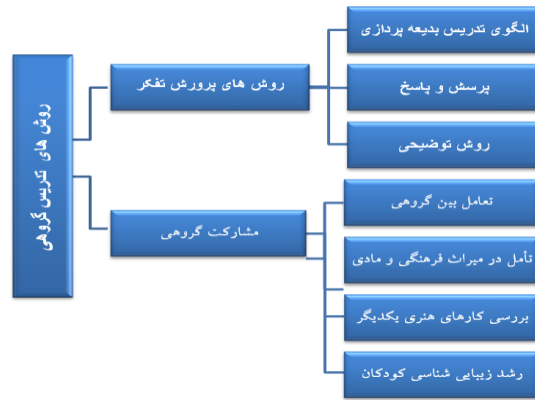 روش های تدریس گروهی
روش های پرورش تفکر
الگوی تدریس بدیعه پردازی
پرسش و پاسخ
روش توضیحی
مشارکت گروهی
تعامل بین گروهی
تأمل در میراث فرهنگی و مادی
بررسی کارهای هنری یکدیگر
رشد زیبایی شناسی کودکان